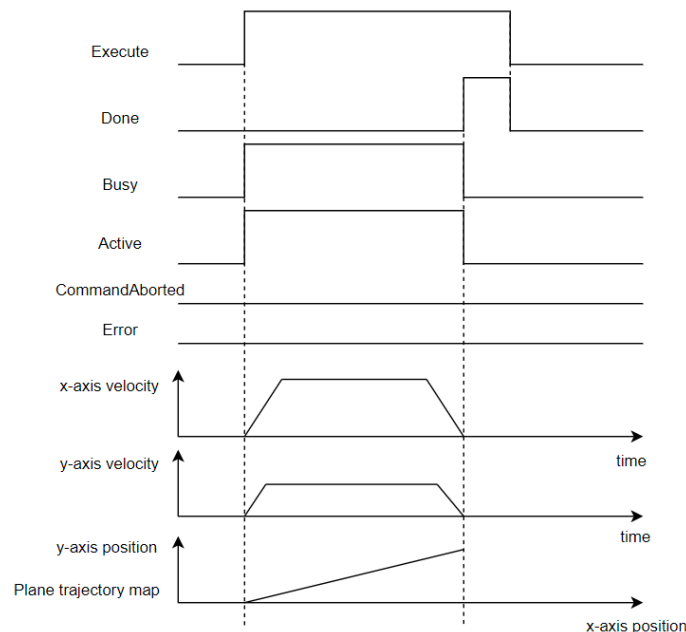 Execute
Done
Busy
Active
CommandAborted
Error
x-axis velocity
time
y-axis velocity
time
y-axis position
Plane trajectory map
x-axis position